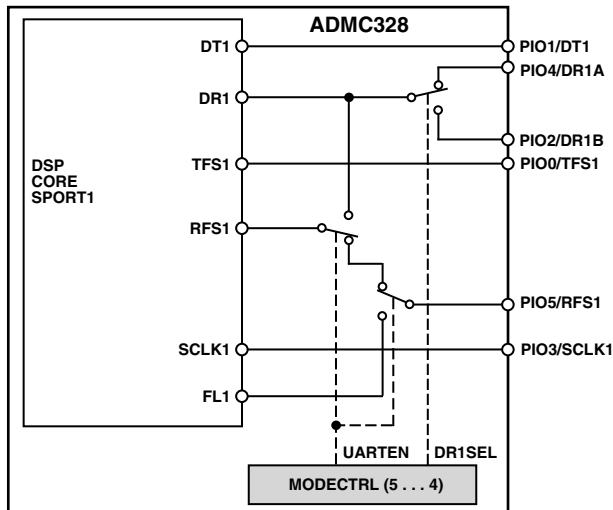 ADMC328
DT1
PIO1/DT1
PIO4/DR1A
DR1
PIO2/DR1B
DSP
CORE
SPORT1
TFS1
PIO0/TFS1
RFS1
PIO5/RFS1
SCLK1
PIO3/SCLK1
FL1
UARTEN
DR1SEL
MODECTRL (5 . . . 4)